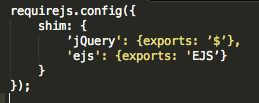 requirejs.config({
    shim: {
        ’jQuery': {exports: ’$’},
        'ejs': {exports: 'EJS’}
    }
});